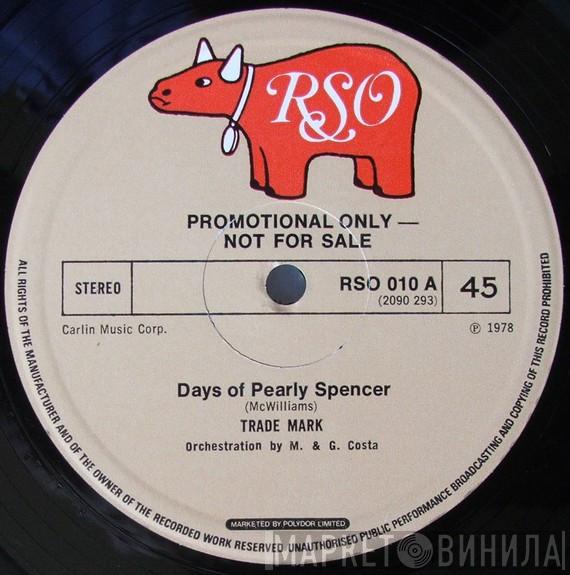 RSO
PROMOTIONAL ONLY —
NOT FOR SALE
STEREO
RSO 010 A
(2090 293)
45
Carlin Music Corp.
℗ 1978
Days of Pearly Spencer
(McWilliams)
TRADE MARK
Orchestration by M. & G. Costa
MARKETED BY POLYDOR LIMITED
ALL RIGHTS OF THE MANUFACTURER AND OF THE OWNER OF THE RECORDED WORK RESERVED UNAUTHORISED PUBLIC PERFORMANCE BROADCASTING AND COPYING OF THIS RECORD PROHIBITED
МАРКЕТ ВИНИЛА